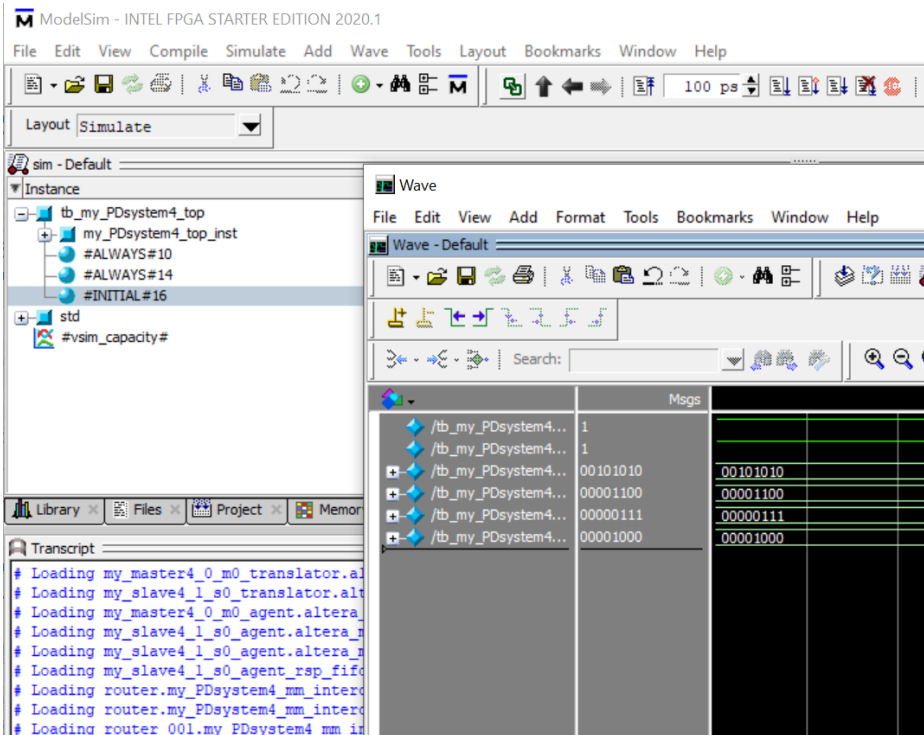 ModelSim - INTEL FPGA STARTER EDITION 2020.1
File Edit View Compile Simulate Add Wave Tools Layout Bookmarks Window Help
100 ps
Layout Simulate
sim - Default
Instance
tb_my_PDsystem4_top
my_PDsystem4_top_inst
#ALWAYS#10
#ALWAYS#14
#INITIAL#16
std
#vsim_capacity#
Library Files Project Memor
Transcript
# Loading my_master4_0_m0_translator.al
# Loading my_slave4_1_s0_translator.alt
# Loading my_master4_0_m0_agent.altera_
# Loading my_slave4_1_s0_agent.altera_m
# Loading my_slave4_1_s0_agent.altera_m
# Loading my_slave4_1_s0_agent_rsp_fifo
# Loading router.my_PDsystem4_mm_interc
# Loading router.my_PDsystem4_mm_interc
# Loading router_001.my_PDsystem4_mm_in
Wave
File Edit View Add Format Tools Bookmarks Window Help
Wave - Default
Search:
Msgs
/tb_my_PDsystem4... 1
/tb_my_PDsystem4... 1
/tb_my_PDsystem4... 00101010 00101010
/tb_my_PDsystem4... 00001100 00001100
/tb_my_PDsystem4... 00000111 00000111
/tb_my_PDsystem4... 00001000 00001000